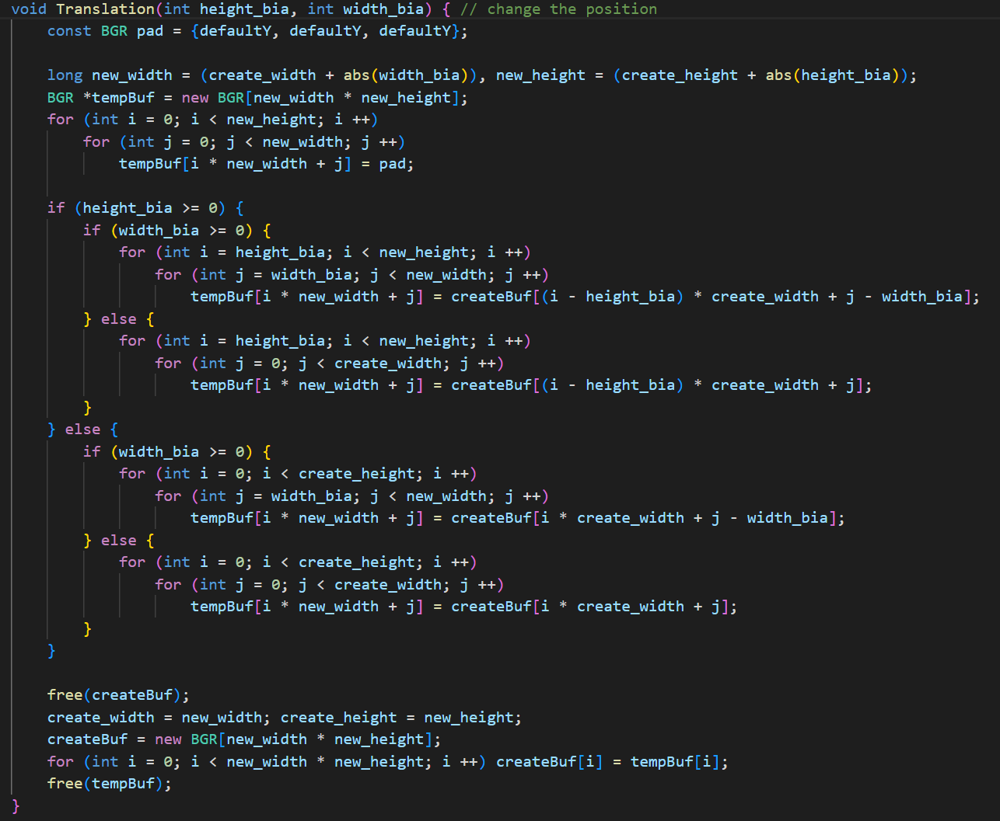 void Translation(int height_bia, int width_bia) { // change the position
    const BGR pad = {defaultY, defaultY, defaultY};

    long new_width = (create_width + abs(width_bia)), new_height = (create_height + abs(height_bia));
    BGR *tempBuf = new BGR[new_width * new_height];
    for (int i = 0; i < new_height; i ++)
        for (int j = 0; j < new_width; j ++)
            tempBuf[i * new_width + j] = pad;

    if (height_bia >= 0) {
        if (width_bia >= 0) {
            for (int i = height_bia; i < new_height; i ++)
                for (int j = width_bia; j < new_width; j ++)
                    tempBuf[i * new_width + j] = createBuf[(i - height_bia) * create_width + j - width_bia];
        } else {
            for (int i = height_bia; i < new_height; i ++)
                for (int j = 0; j < create_width; j ++)
                    tempBuf[i * new_width + j] = createBuf[(i - height_bia) * create_width + j];
        }
    } else {
        if (width_bia >= 0) {
            for (int i = 0; i < create_height; i ++)
                for (int j = width_bia; j < new_width; j ++)
                    tempBuf[i * new_width + j] = createBuf[i * create_width + j - width_bia];
        } else {
            for (int i = 0; i < create_height; i ++)
                for (int j = 0; j < create_width; j ++)
                    tempBuf[i * new_width + j] = createBuf[i * create_width + j];
        }
    }

    free(createBuf);
    create_width = new_width; create_height = new_height;
    createBuf = new BGR[new_width * new_height];
    for (int i = 0; i < new_width * new_height; i ++) createBuf[i] = tempBuf[i];
    free(tempBuf);
}